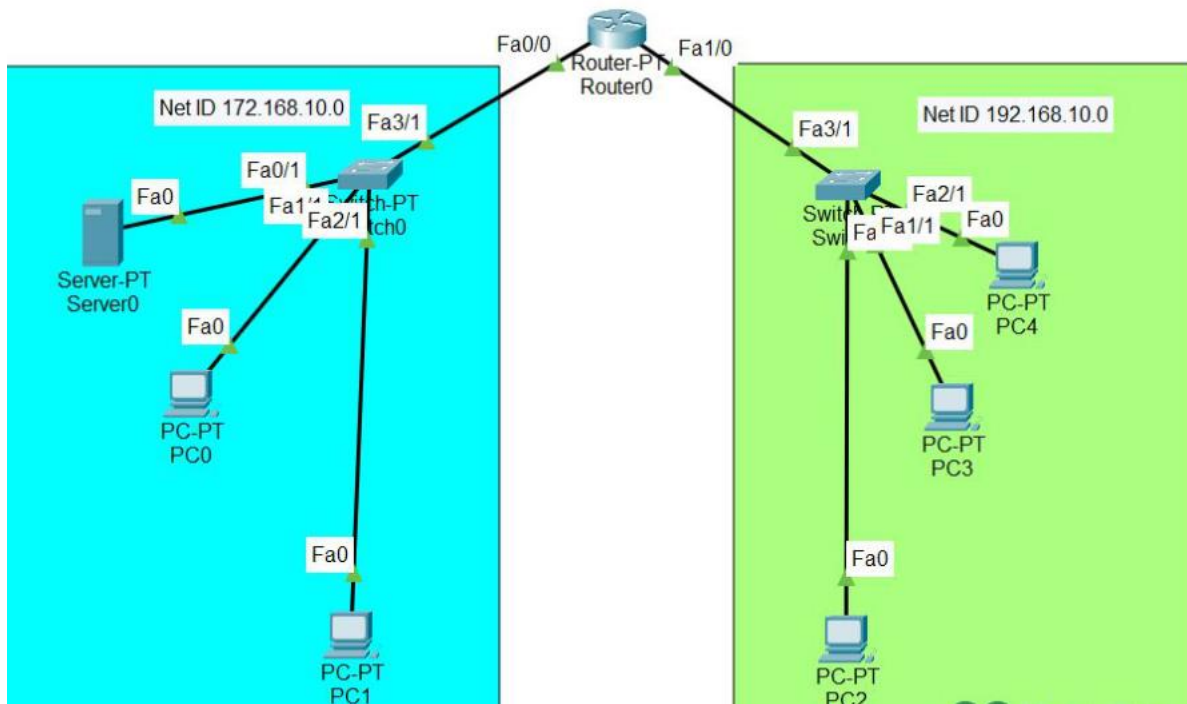 Fa0/0
Fa1/0
Router-PT
Router0
Net ID 172.168.10.0
Net ID 192.168.10.0
Fa3/1
Fa3/1
Fa0/1
Fa0
Fa2/1
Server-PT
Server0
Fa2/1
Fa1/1
Fa0
PC-PT
PC4
Fa0
PC-PT
PC0
Fa0
PC-PT
PC3
Fa0
PC-PT
PC1
Fa0
PC-PT
PC2